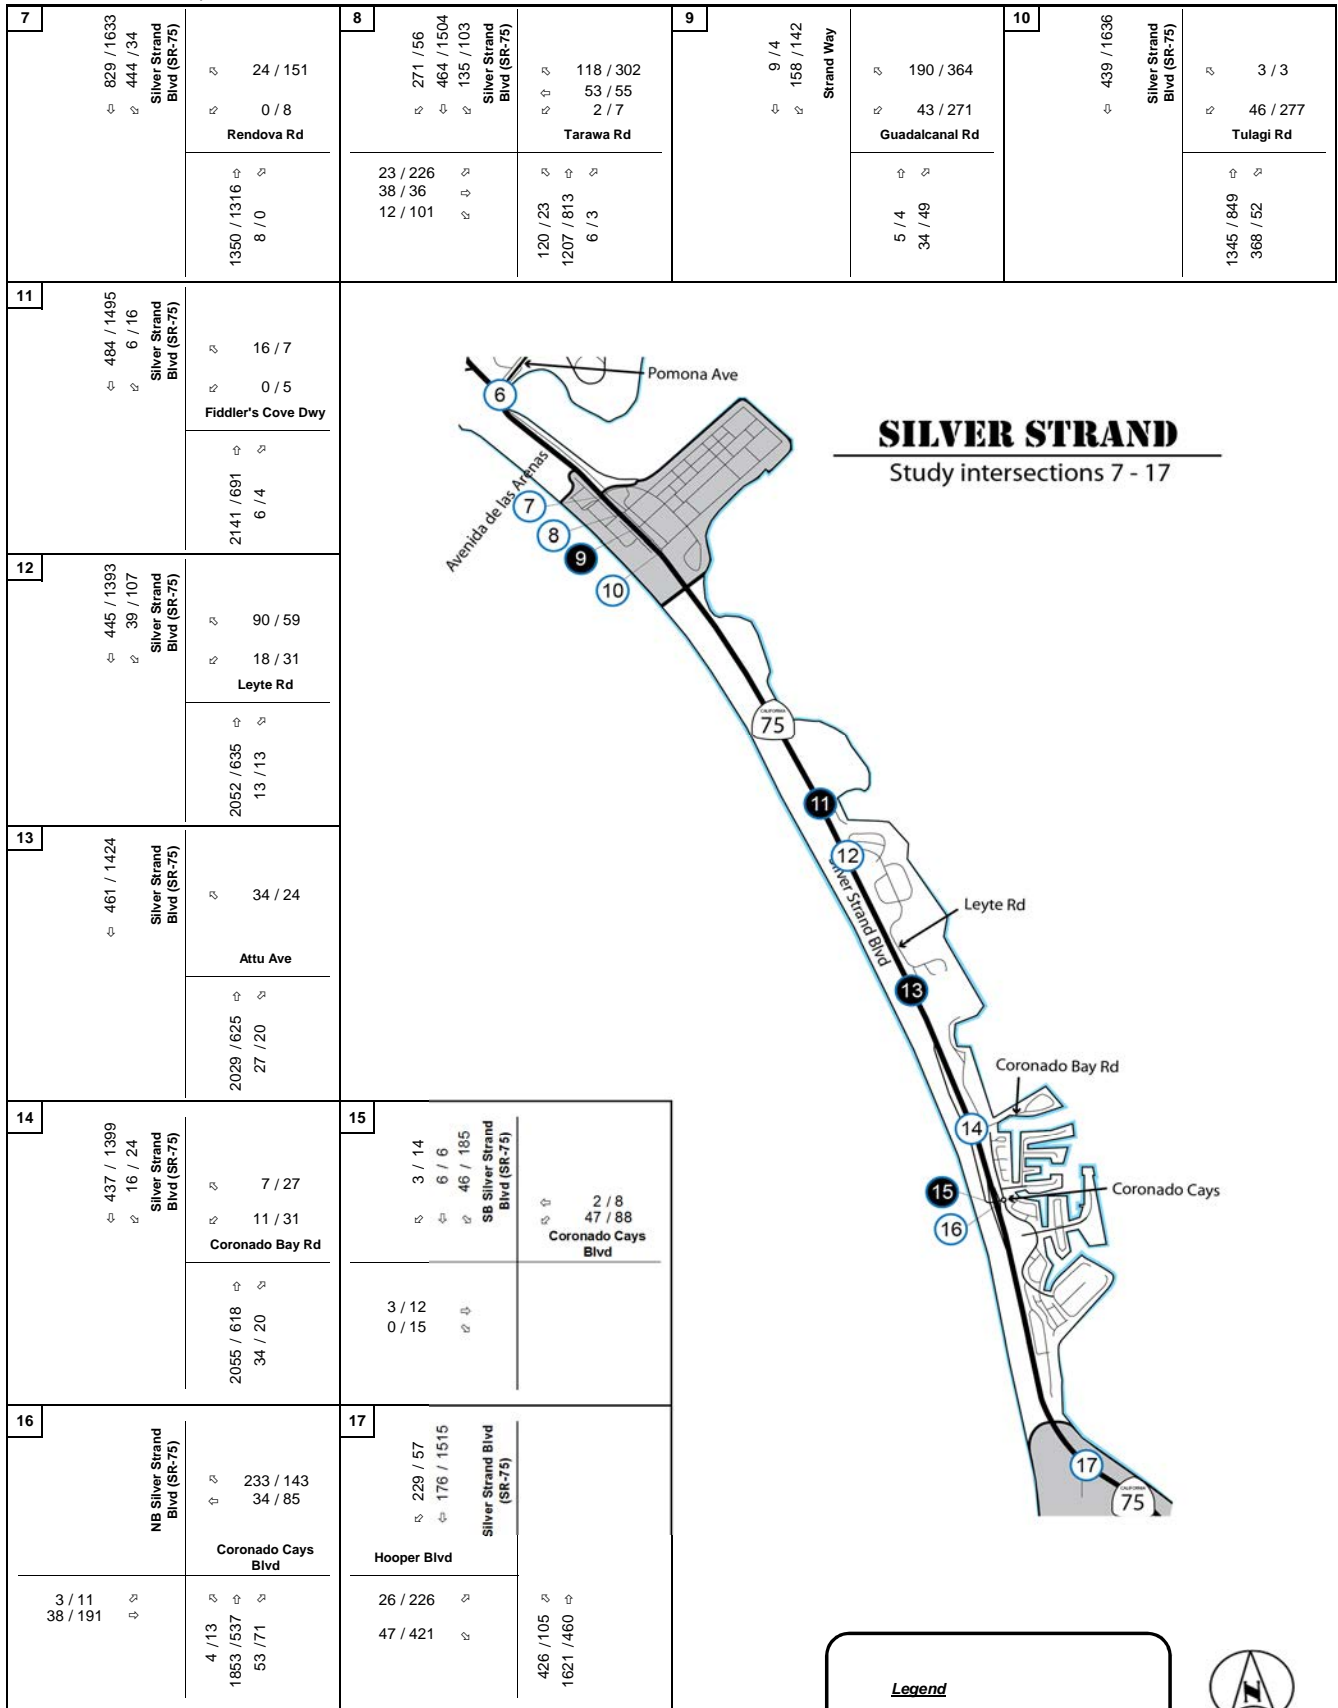 7
829 / 1633
444 / 34
Silver Strand
Blvd (SR-75)
24 / 151
0 / 8
Rendova Rd
1350 / 1316
8 / 0
8
271 / 56
464 / 1504
135 / 103
Silver Strand
Blvd (SR-75)
118 / 302
53 / 55
2 / 7
Tarawa Rd
23 / 226
38 / 36
12 / 101
120 / 23
1207 / 813
6 / 3
9
9 / 4
158 / 142
Strand Way
190 / 364
43 / 271
Guadalcanal Rd
5 / 4
34 / 49
10
439 / 1636
Silver Strand
Blvd (SR-75)
3 / 3
46 / 277
Tulagi Rd
1345 / 849
368 / 52
11
484 / 1495
6 / 16
Silver Strand
Blvd (SR-75)
16 / 7
0 / 5
Fiddler's Cove Dwy
2141 / 691
6 / 4
12
445 / 1393
39 / 107
Silver Strand
Blvd (SR-75)
90 / 59
18 / 31
Leyte Rd
2052 / 635
13 / 13
13
461 / 1424
Silver Strand
Blvd (SR-75)
34 / 24
Attu Ave
2029 / 625
27 / 20
14
437 / 1399
16 / 24
Silver Strand
Blvd (SR-75)
7 / 27
11 / 31
Coronado Bay Rd
2055 / 618
34 / 20
15
3 / 14
6 / 6
46 / 185
SB Silver Strand
Blvd (SR-75)
2 / 8
47 / 88
Coronado Cays
Blvd
3 / 12
0 / 15
16
NB Silver Strand
Blvd (SR-75)
233 / 143
34 / 85
Coronado Cays
Blvd
3 / 11
38 / 191
4 / 13
1853 / 537
53 / 71
17
229 / 57
176 / 1515
Silver Strand Blvd
(SR-75)
Hooper Blvd
26 / 226
47 / 421
426 / 105
1621 / 460
SILVER STRAND
Study intersections 7 - 17
Pomona Ave
6
Avenida de las Arenas
7
8
9
10
CALIFORNIA
75
11
12
Silver Strand Blvd
Leyte Rd
13
Coronado Bay Rd
14
15
Coronado Cays
16
17
CALIFORNIA
75
Legend
N